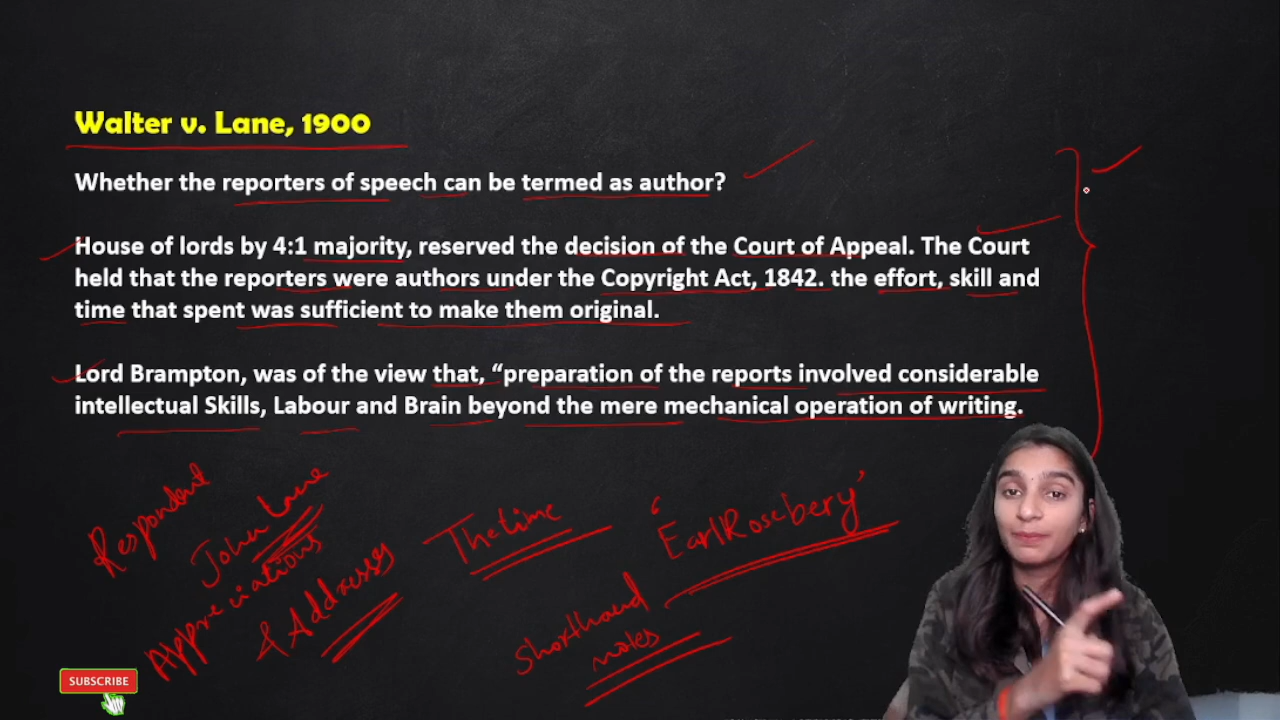 Walter v. Lane, 1900
Whether the reporters of speech can be termed as author?
House of lords by 4:1 majority, reserved the decision of the Court of Appeal. The Court
held that the reporters were authors under the Copyright Act, 1842. the effort, skill and
time that spent was sufficient to make them original.
Lord Brampton, was of the view that, “preparation of the reports involved considerable
intellectual Skills, Labour and Brain beyond the mere mechanical operation of writing.
Respondent
John Lane
Appreciations
& Addresses
The time
‘Earl Rosebery’
Shorthand
notes
SUBSCRIBE